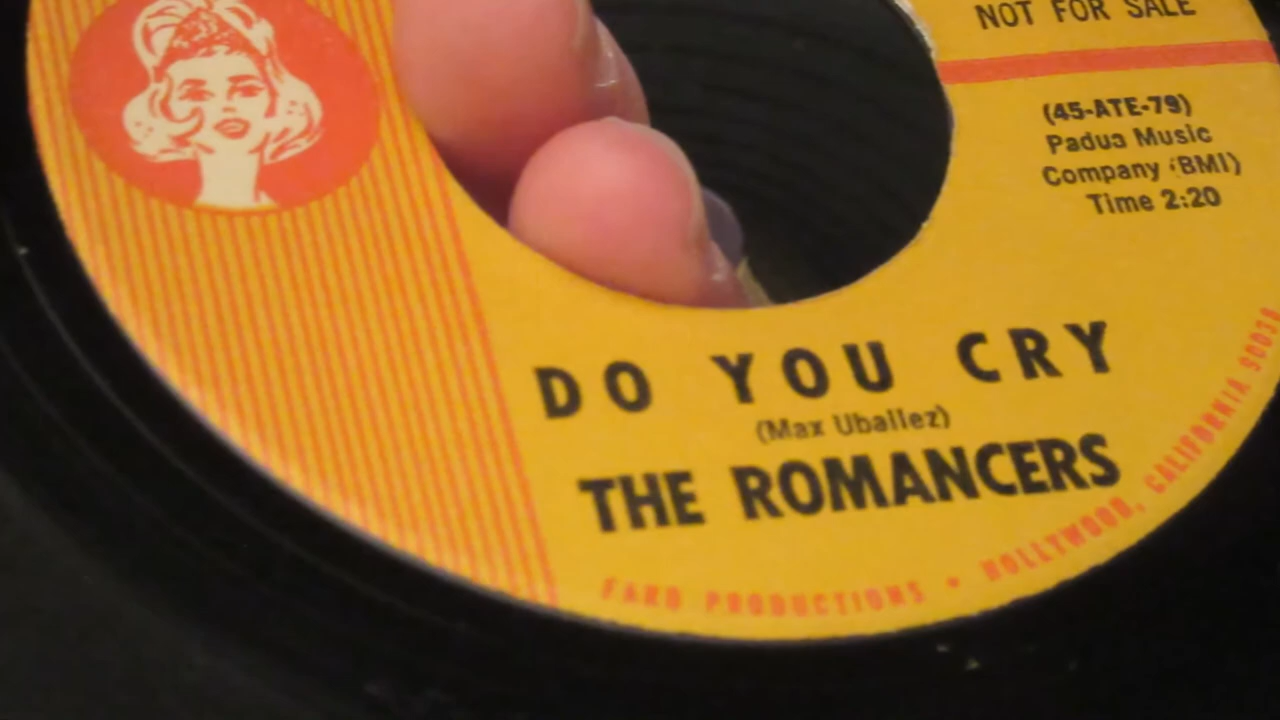 NOT FOR SALE
(45-ATE-79)
Padua Music
Company (BMI)
Time 2:20
DO YOU CRY
(Max Uballez)
THE ROMANCERS
FARO PRODUCTIONS • HOLLYWOOD, CALIFORNIA 90038